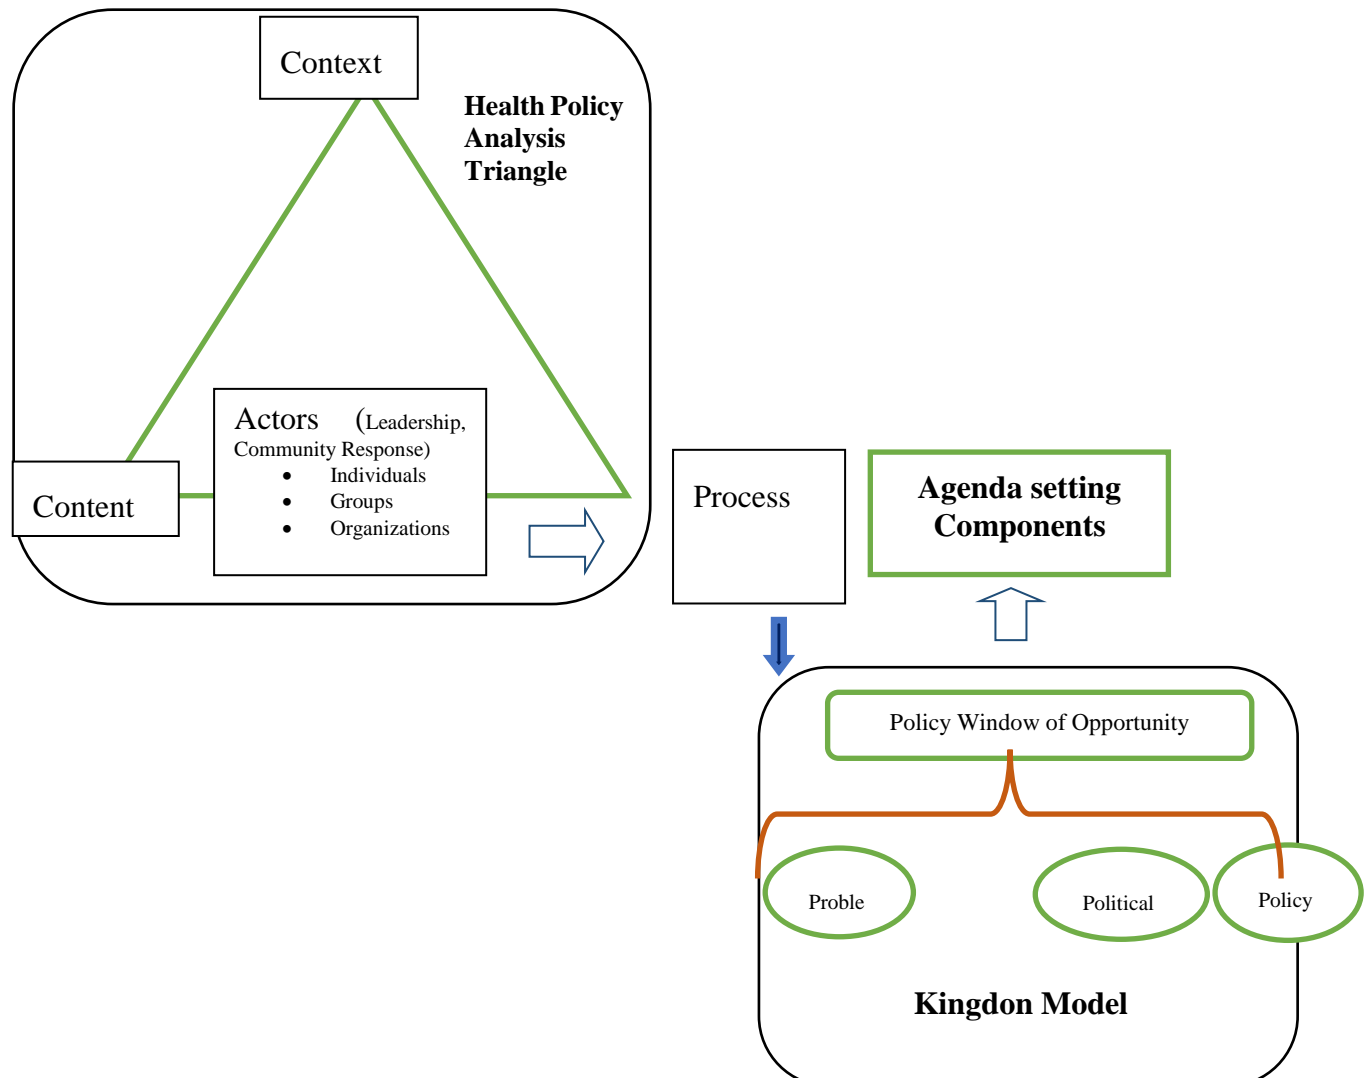 Context
Health Policy
Analysis
Triangle
Actors (Leadership,
Community Response)
• Individuals
• Groups
• Organizations
Content
Process
Agenda setting
Components
Policy Window of Opportunity
Proble
Political
Policy
Kingdon Model